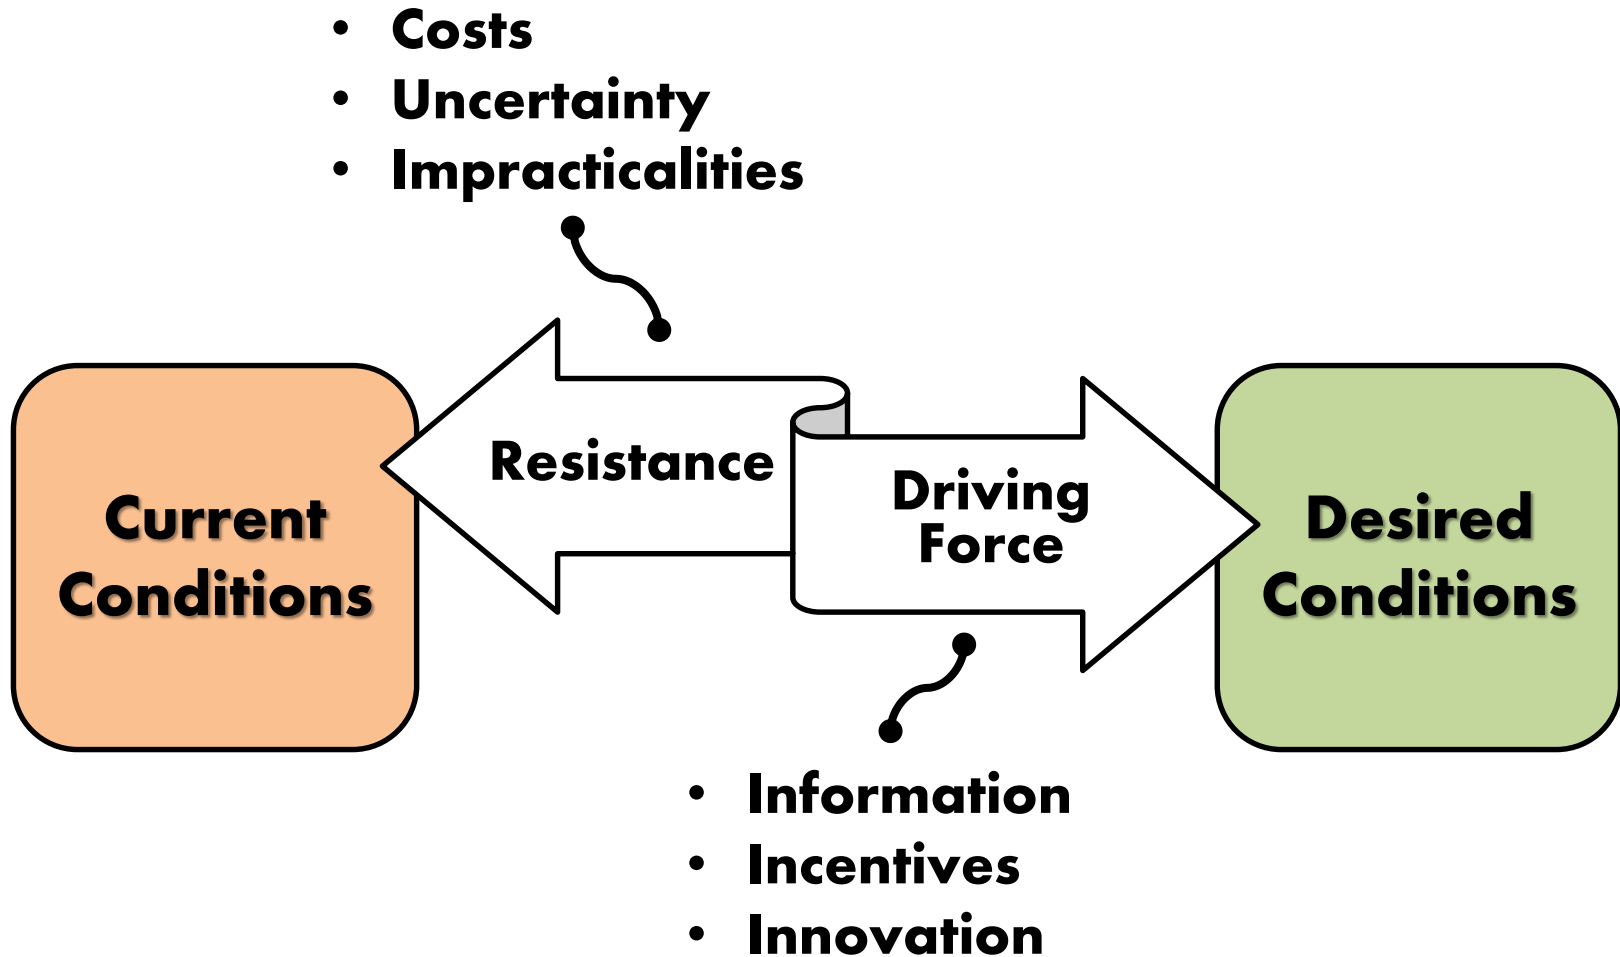 • Costs
• Uncertainty
• Impracticalities
Resistance
Driving
Force
Current
Conditions
Desired
Conditions
• Information
• Incentives
• Innovation